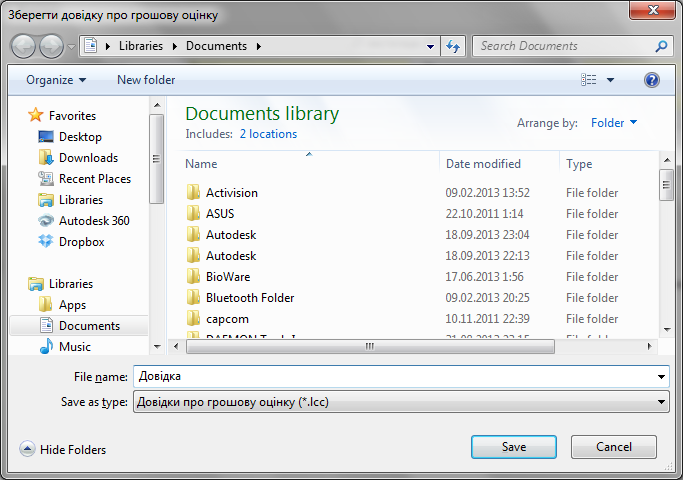 Зберегти довідку про грошову оцінку
Libraries Documents
Search Documents
Organize New folder
Favorites
Desktop
Downloads
Recent Places
Libraries
Autodesk 360
Dropbox
Libraries
Apps
Documents
Music
Documents library
Includes: 2 locations
Arrange by: Folder
Name Date modified Type
Activision 09.02.2013 13:52 File folder
ASUS 22.10.2011 1:14 File folder
Autodesk 18.09.2013 23:04 File folder
Autodesk 18.09.2013 22:13 File folder
BioWare 17.06.2013 1:56 File folder
Bluetooth Folder 09.02.2013 20:25 File folder
capcom 10.11.2011 22:39 File folder
File name: Довідка
Save as type: Довідки про грошову оцінку (*.lcc)
Hide Folders Save Cancel